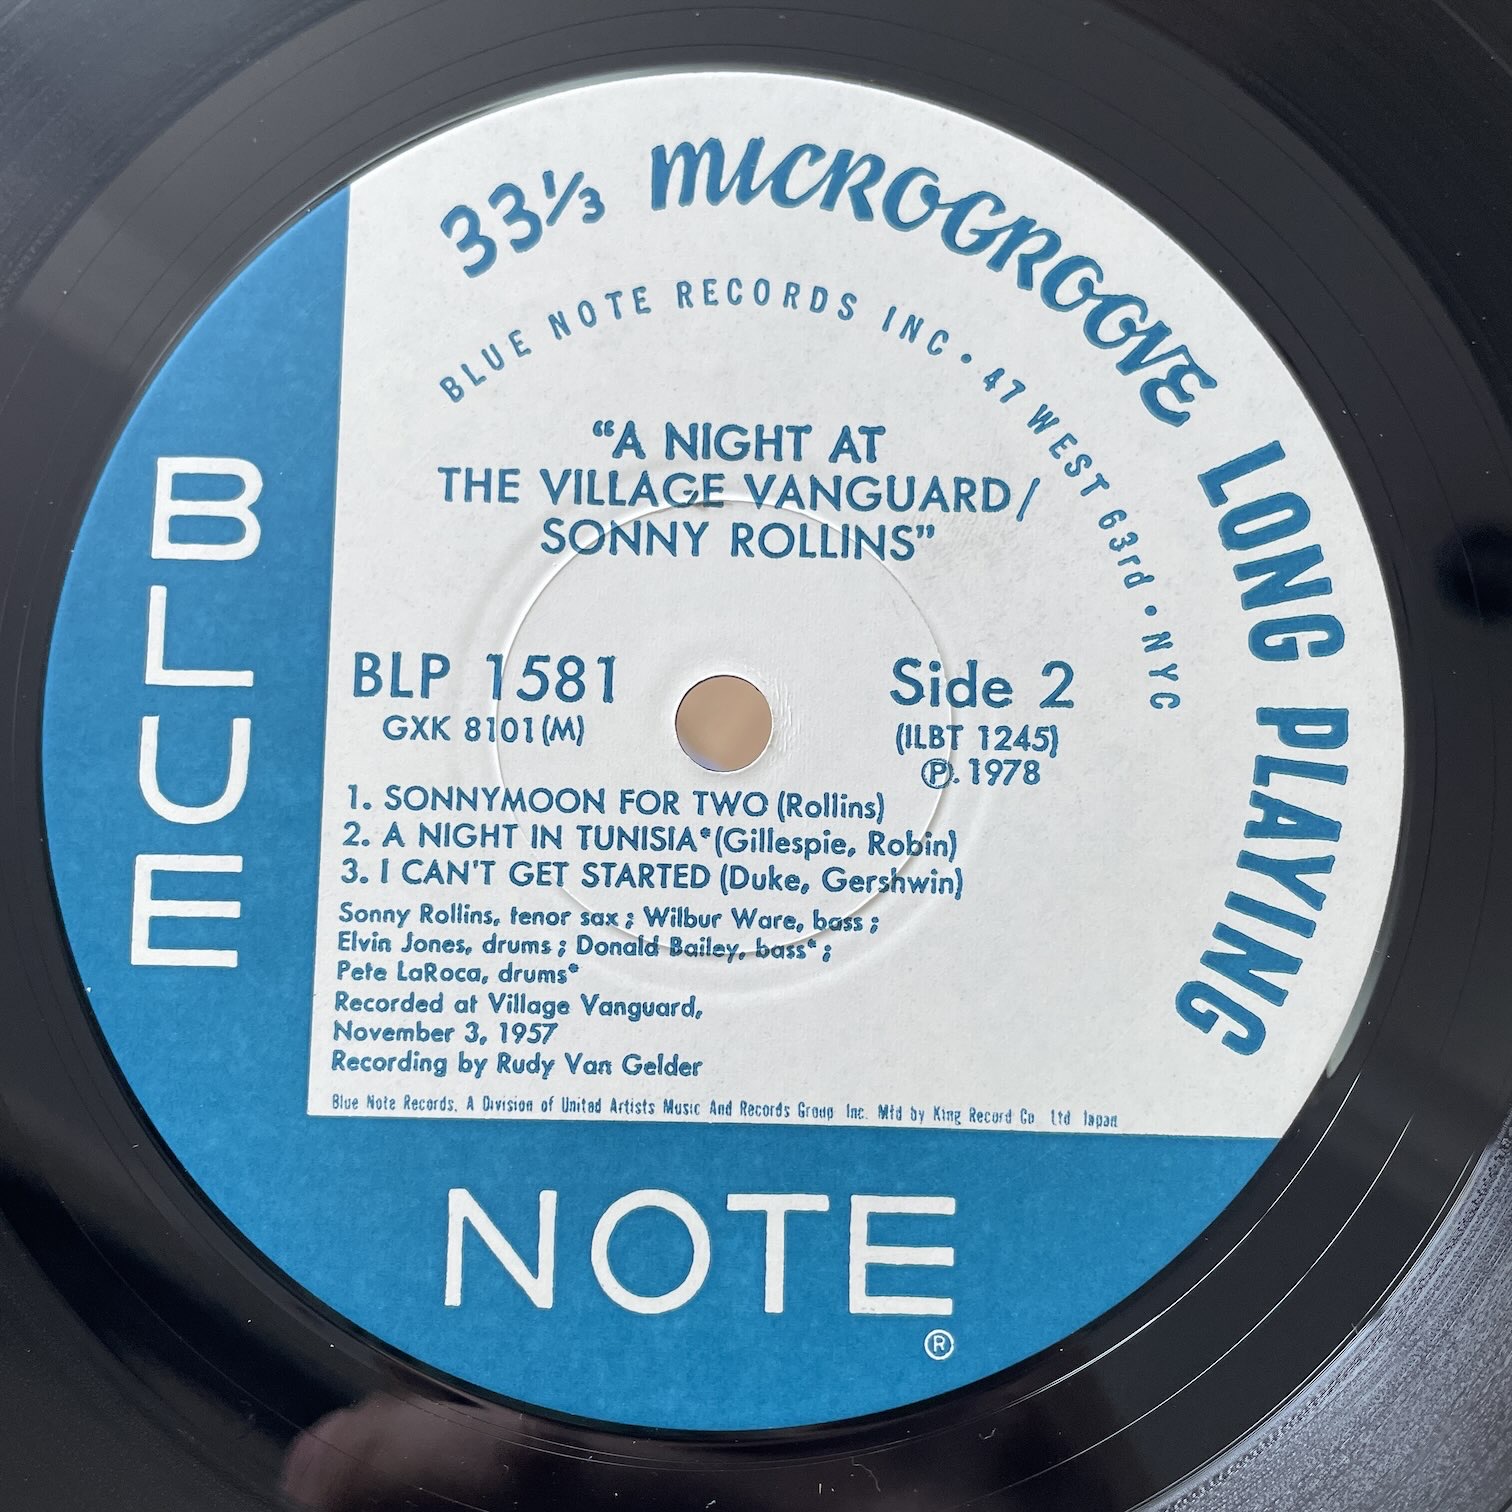 33⅓ MICROGROOVE LONG PLAYING
BLUE NOTE RECORDS INC • 47 WEST 63rd • NYC
“A NIGHT AT
THE VILLAGE VANGUARD/
SONNY ROLLINS”
BLP 1581
GXK 8101(M)
Side 2
(ILBT 1245)
Ⓟ. 1978
1. SONNYMOON FOR TWO (Rollins)
2. A NIGHT IN TUNISIA* (Gillespie, Robin)
3. I CAN'T GET STARTED (Duke, Gershwin)
Sonny Rollins, tenor sax ; Wilbur Ware, bass ;
Elvin Jones, drums ; Donald Bailey, bass* ;
Pete LaRoca, drums*
Recorded at Village Vanguard,
November 3, 1957
Recording by Rudy Van Gelder
Blue Note Records, A Division of United Artists Music And Records Group Inc. Mfd by King Record Co Ltd Japan
BLUE
NOTE
®